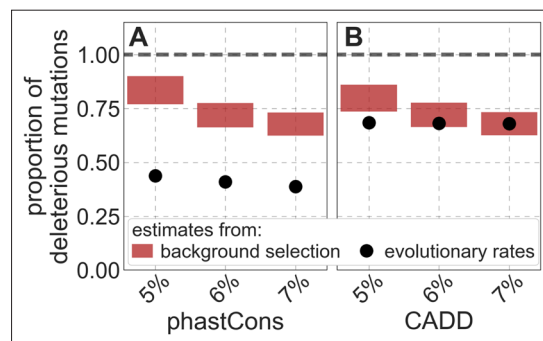 A
B
proportion of
deleterious mutations
1.00
0.75
0.50
0.25
0.00
estimates from:
background selection
evolutionary rates
5%
6%
7%
5%
6%
7%
phastCons
CADD